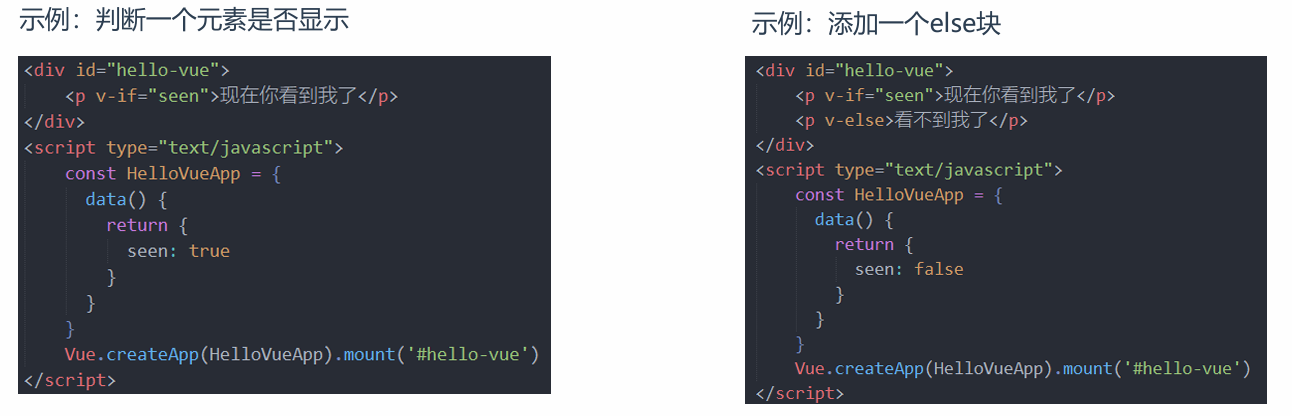 示例：判断一个元素是否显示
<div id="hello-vue">
    <p v-if="seen">现在你看到我了</p>
</div>
<script type="text/javascript">
    const HelloVueApp = {
      data() {
        return {
          seen: true
        }
      }
    }
    Vue.createApp(HelloVueApp).mount('#hello-vue')
</script>
示例：添加一个else块
<div id="hello-vue">
    <p v-if="seen">现在你看到我了</p>
    <p v-else>看不到我了</p>
</div>
<script type="text/javascript">
    const HelloVueApp = {
      data() {
        return {
          seen: false
        }
      }
    }
    Vue.createApp(HelloVueApp).mount('#hello-vue')
</script>